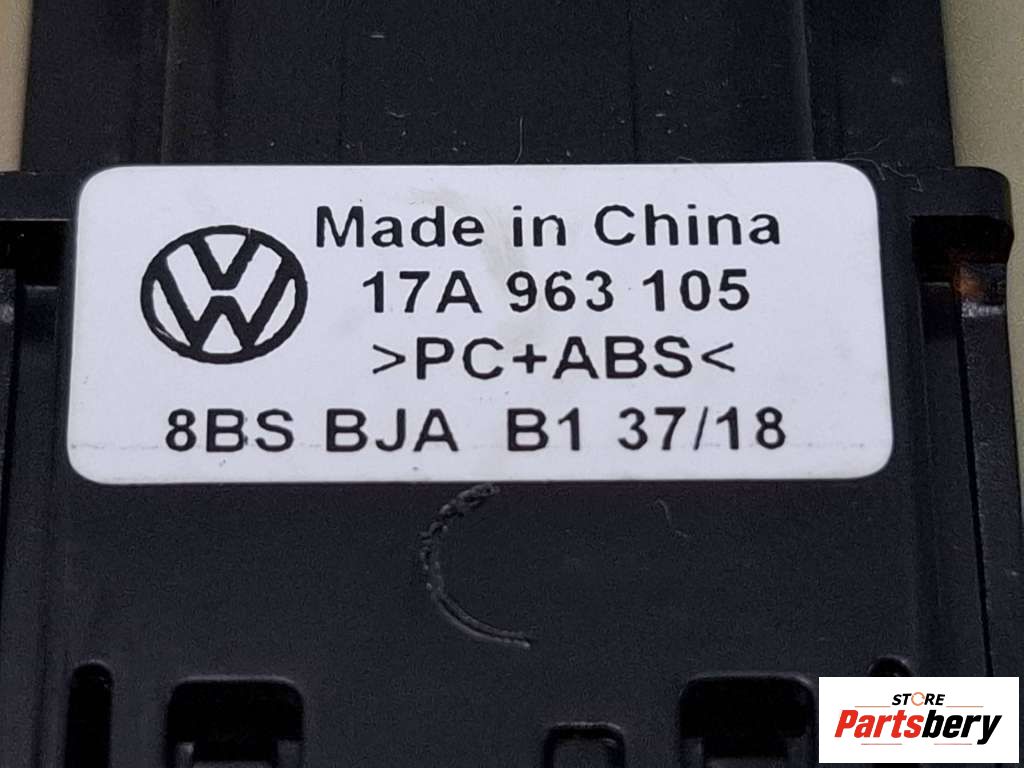 Made in China
17A 963 105
>PC+ABS<
8BS BJA B1 37/18
STORE
Partsbery